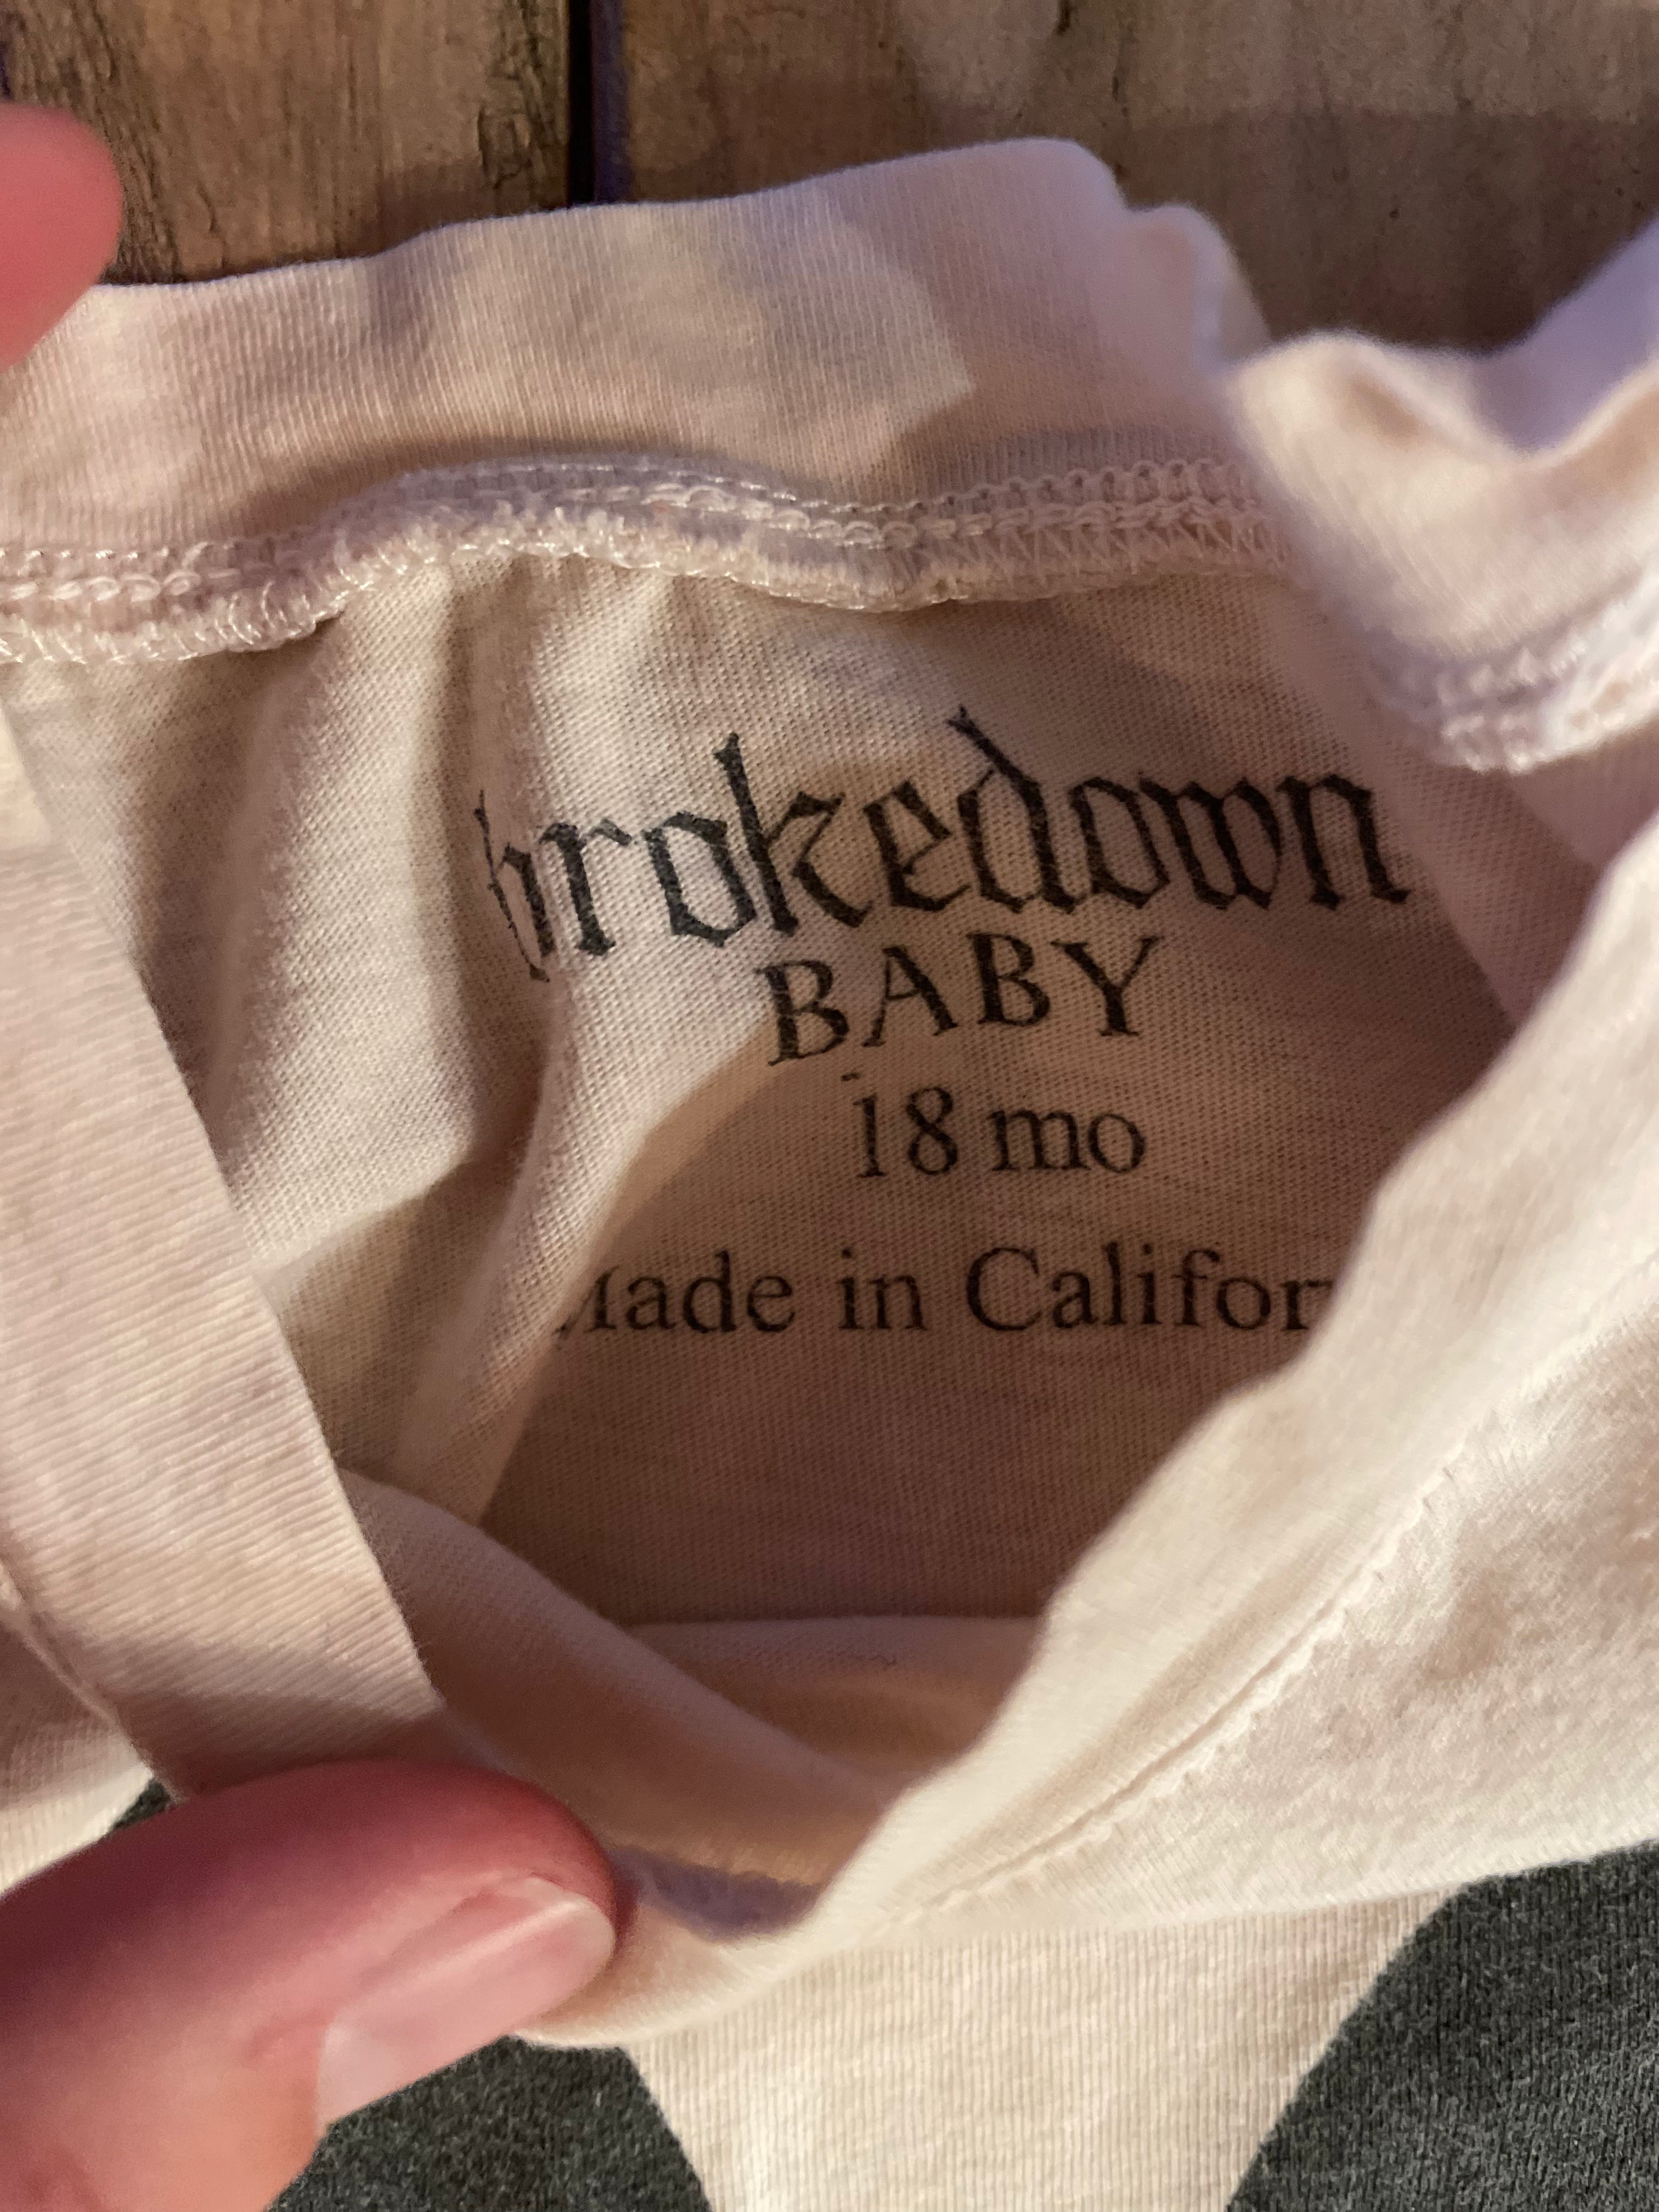 brokedown
BABY
18 mo
Made in Califor